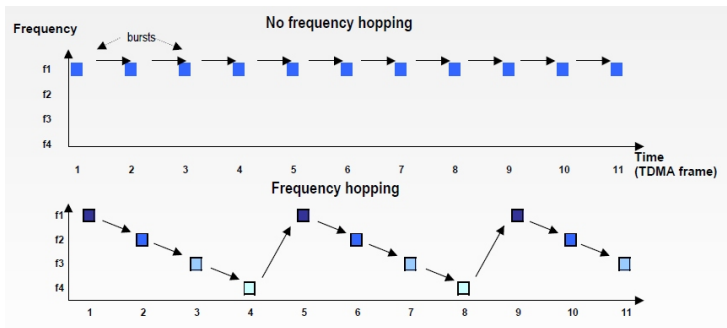 No frequency hopping
Frequency
bursts
f1
f2
f3
f4
1 2 3 4 5 6 7 8 9 10 11
Time
(TDMA frame)
Frequency hopping
f1
f2
f3
f4
1 2 3 4 5 6 7 8 9 10 11